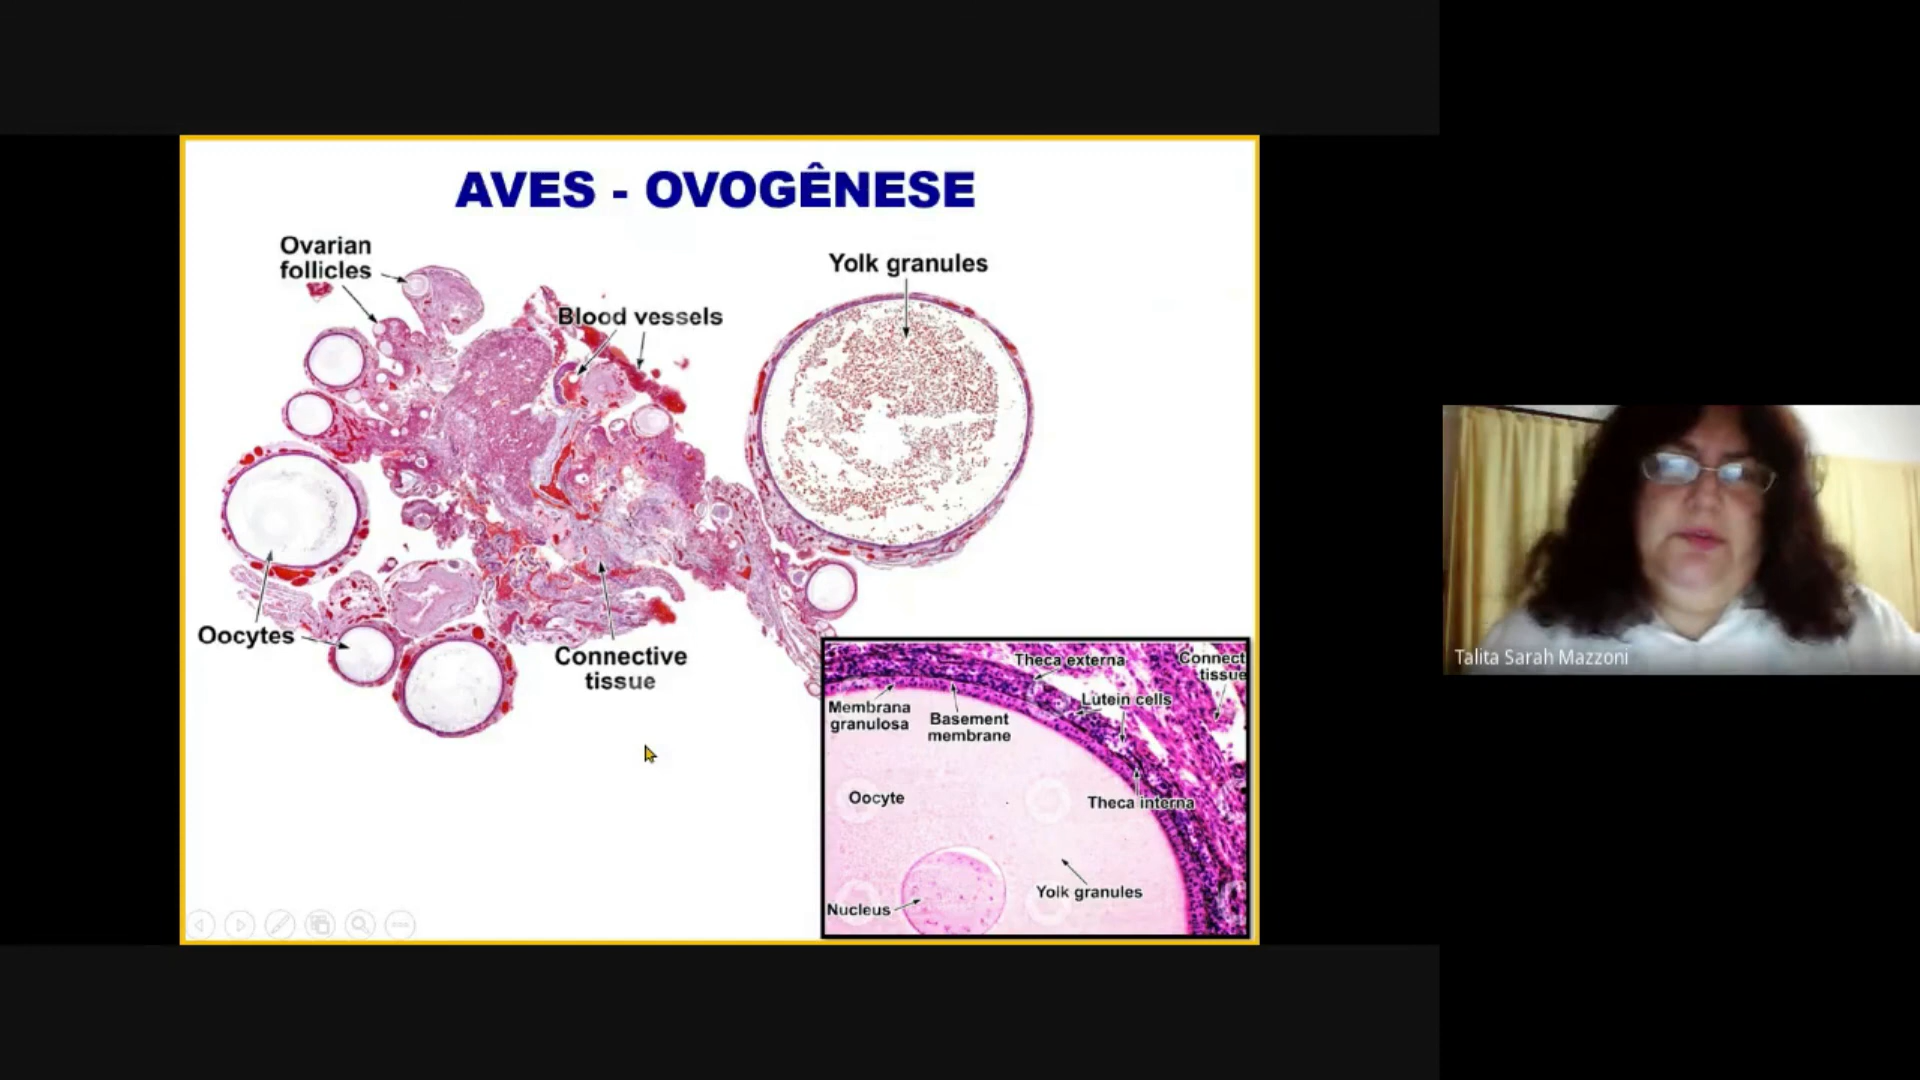 AVES - OVOGÊNESE
Ovarian
follicles
Blood vessels
Yolk granules
Oocytes
Connective
tissue
Theca externa
Connect
tissue
Lutein cells
Membrana
granulosa
Basement
membrane
Oocyte
Theca interna
Yolk granules
Nucleus
Talita Sarah Mazzoni